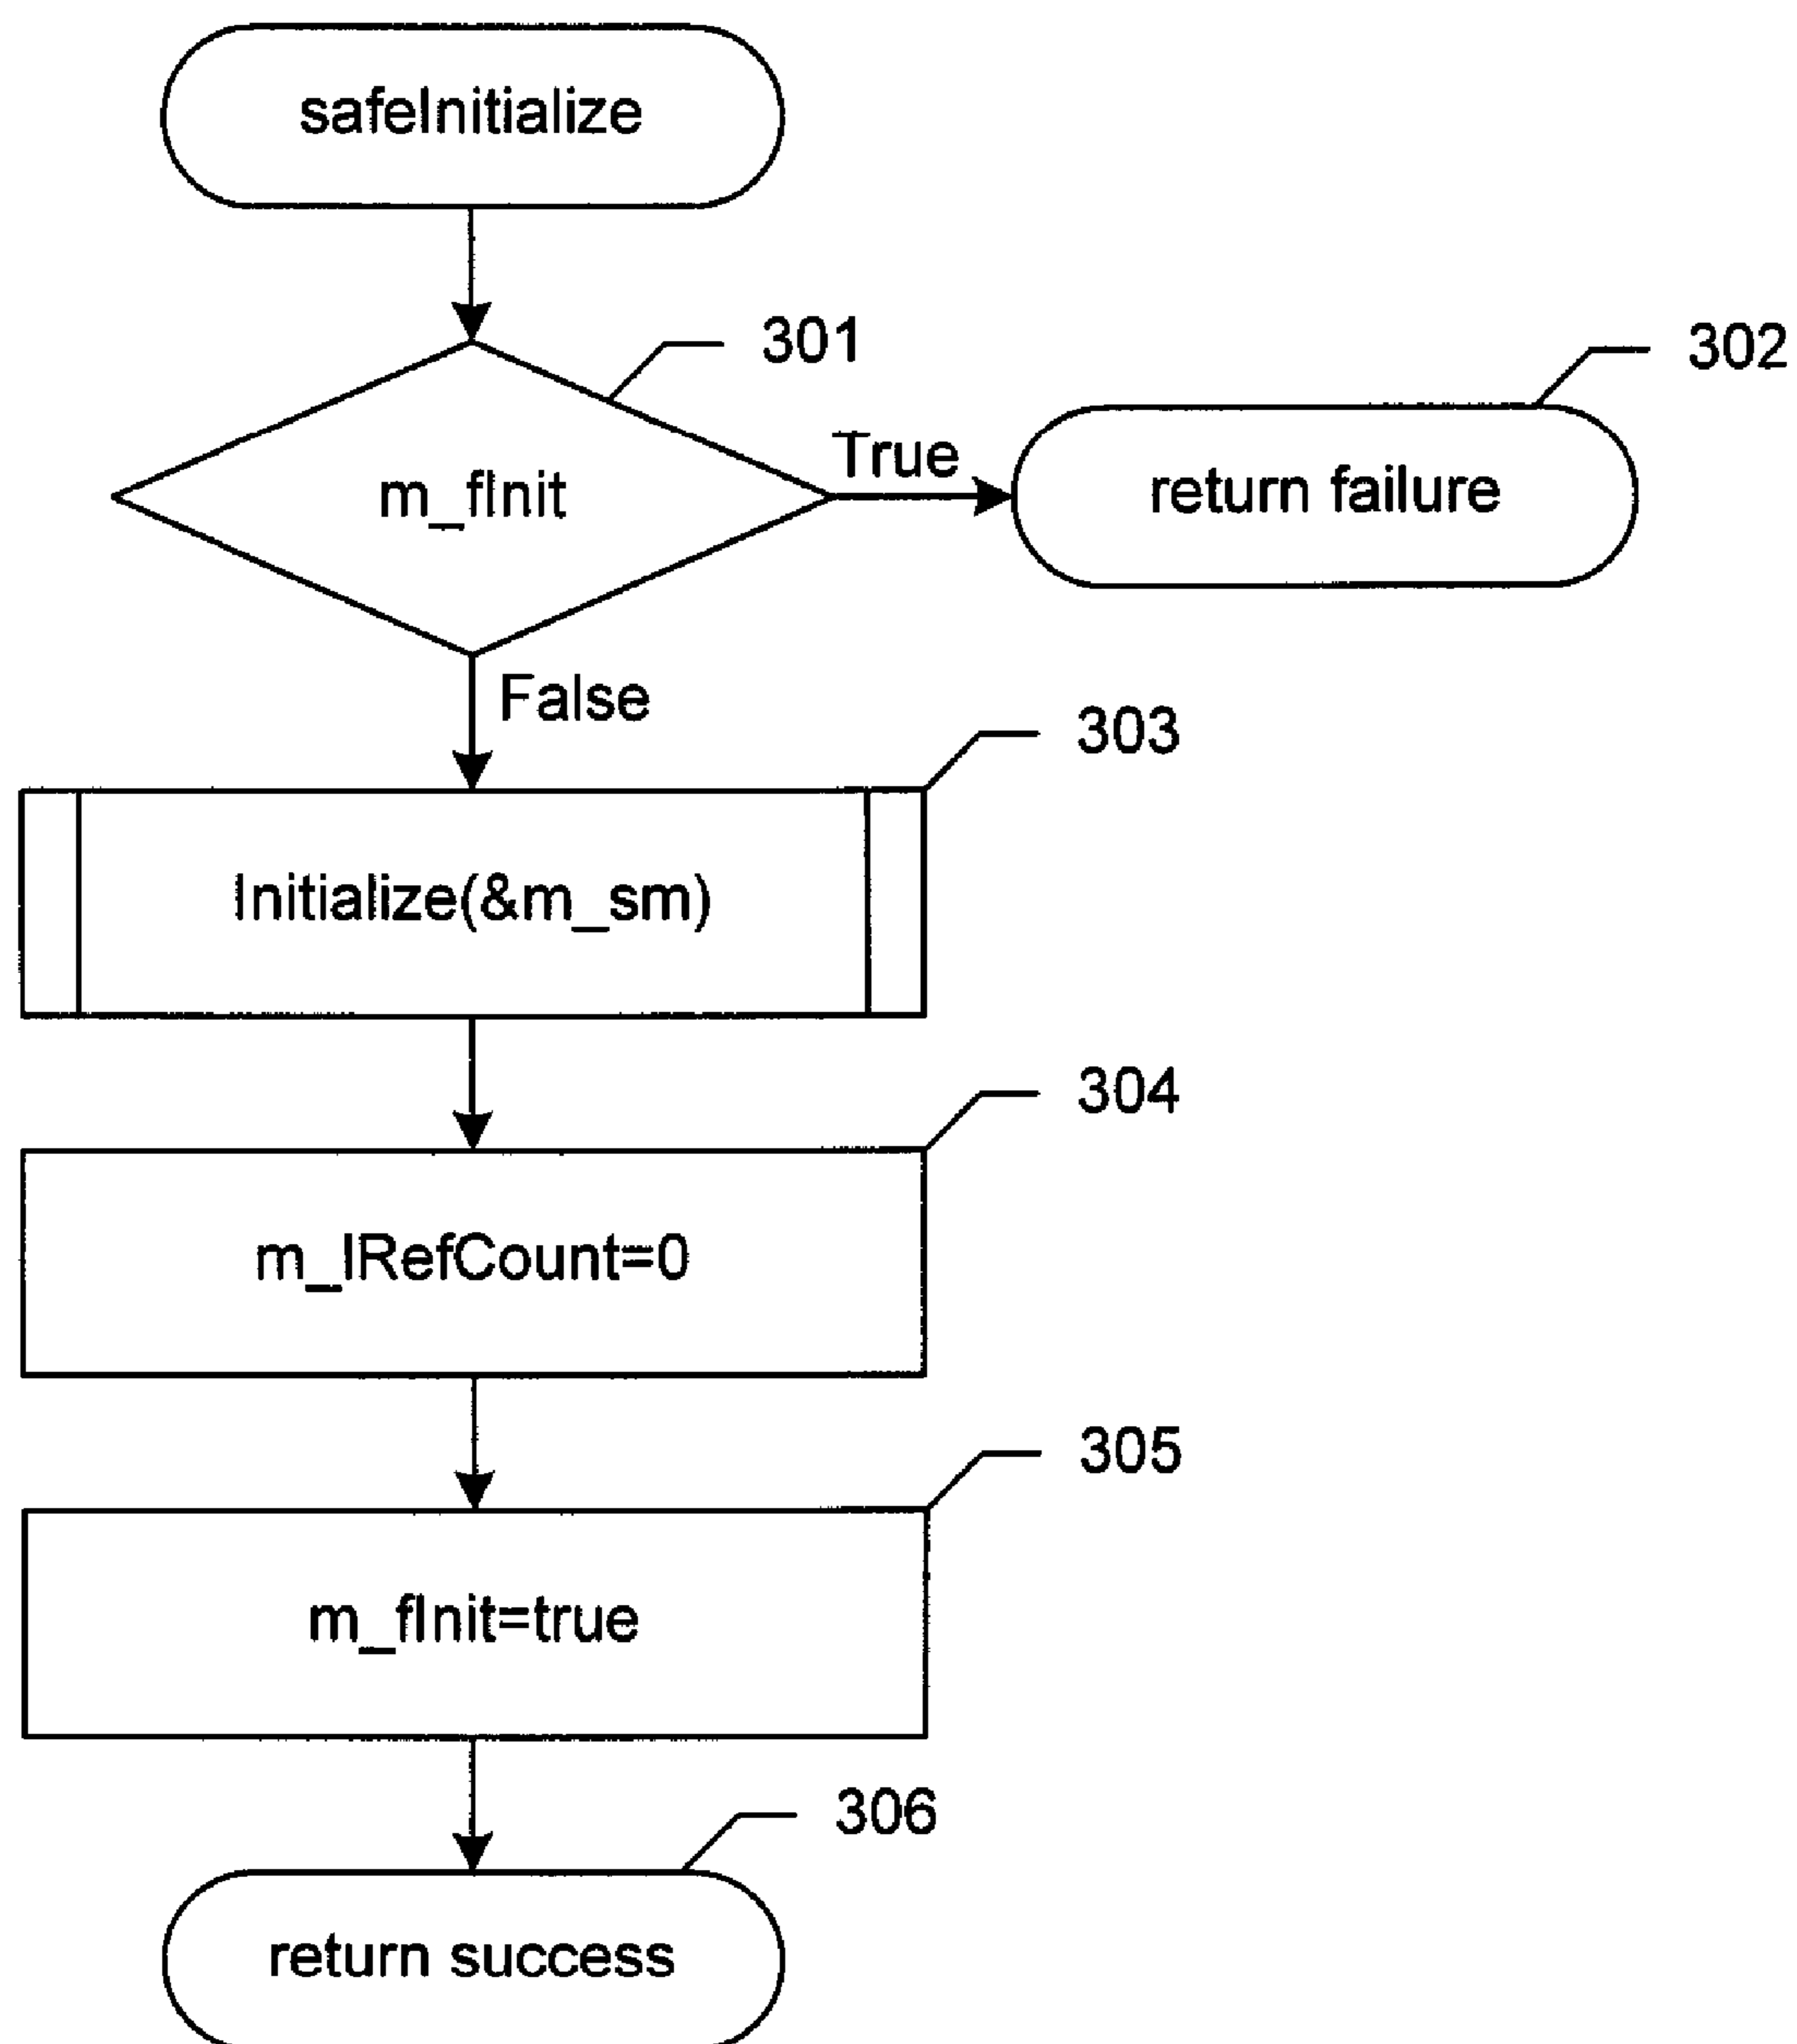 safeInitialize
301
302
m_fInit
True
return failure
False
303
Initialize(&m_sm)
304
m_lRefCount=0
305
m_fInit=true
306
return success